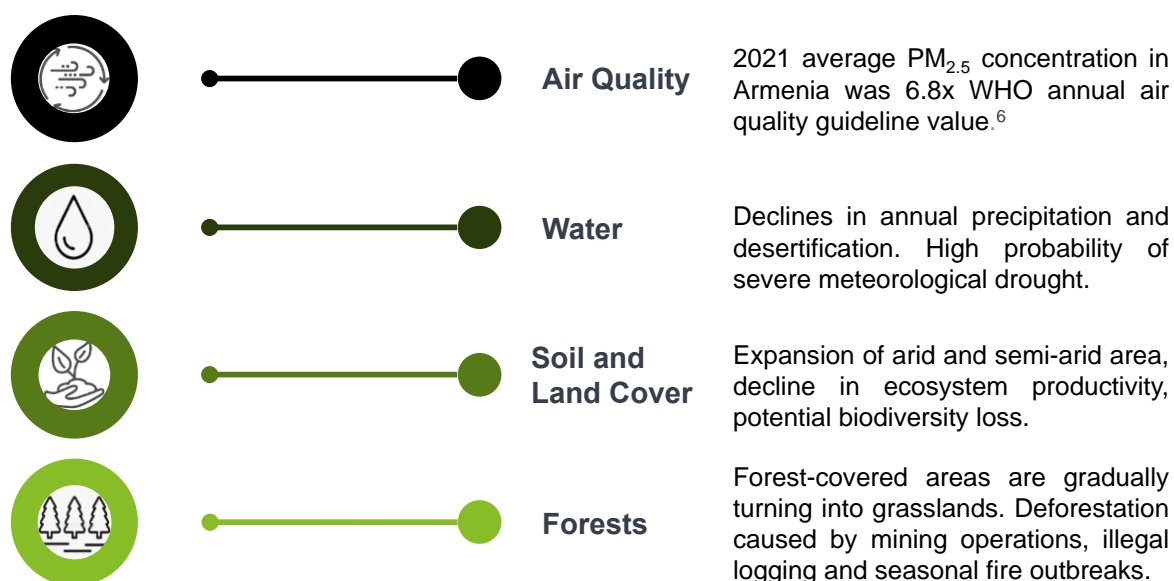 Air Quality
2021 average PM2.5 concentration in
Armenia was 6.8x WHO annual air
quality guideline value.6
Water
Declines in annual precipitation and
desertification. High probability of
severe meteorological drought.
Soil and
Land Cover
Expansion of arid and semi-arid area,
decline in ecosystem productivity,
potential biodiversity loss.
Forests
Forest-covered areas are gradually
turning into grasslands. Deforestation
caused by mining operations, illegal
logging and seasonal fire outbreaks.